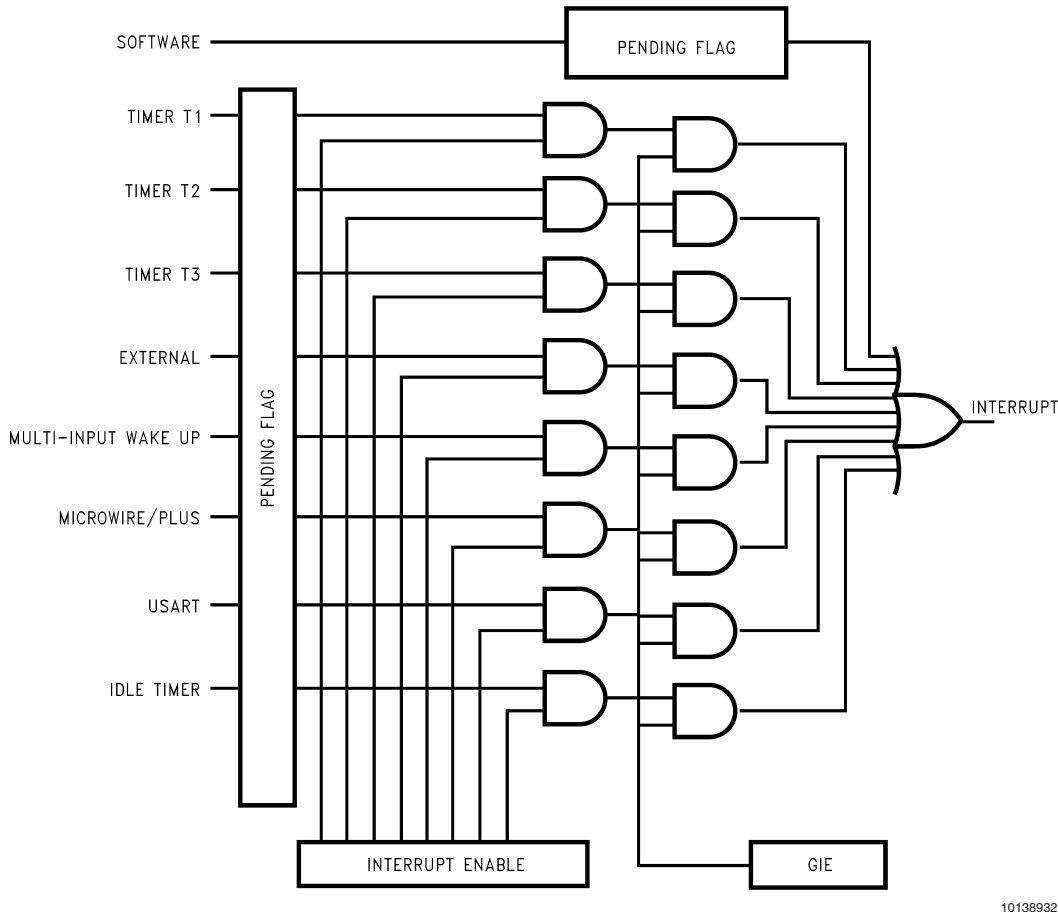 SOFTWARE
PENDING FLAG
TIMER T1
TIMER T2
TIMER T3
EXTERNAL
MULTI-INPUT WAKE UP
MICROWIRE/PLUS
USART
IDLE TIMER
PENDING FLAG
INTERRUPT
INTERRUPT ENABLE
GIE
10138932